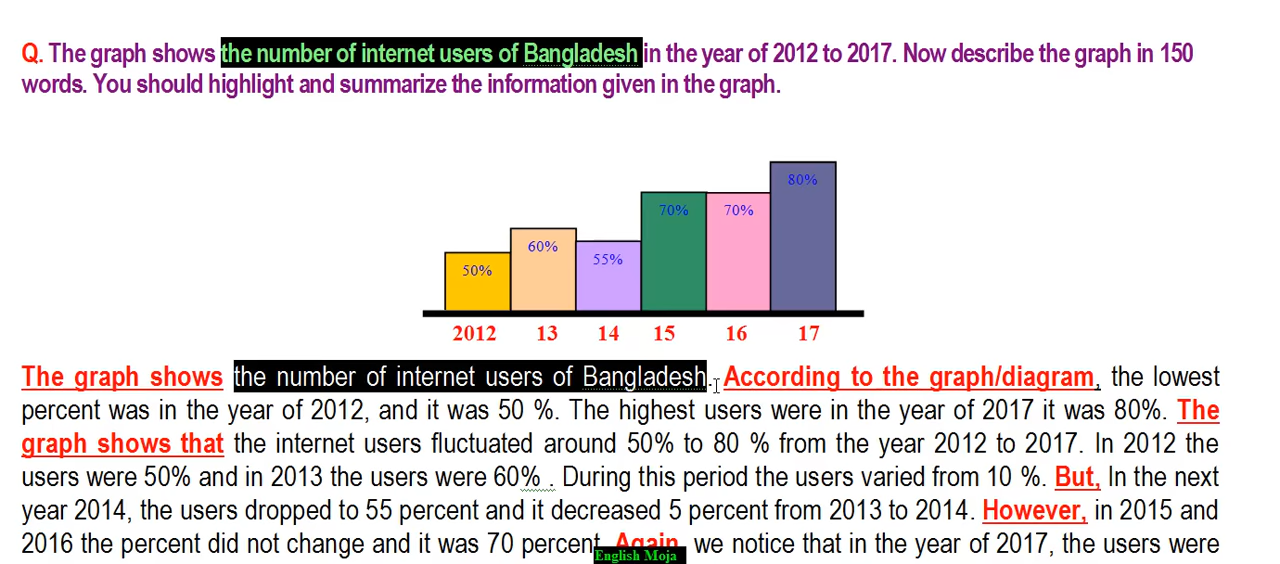 Q. The graph shows the number of internet users of Bangladesh in the year of 2012 to 2017. Now describe the graph in 150
words. You should highlight and summarize the information given in the graph.
80%
70% 70%
60%
55%
50%
2012 13 14 15 16 17
The graph shows the number of internet users of Bangladesh. According to the graph/diagram, the lowest
percent was in the year of 2012, and it was 50 %. The highest users were in the year of 2017 it was 80%. The
graph shows that the internet users fluctuated around 50% to 80 % from the year 2012 to 2017. In 2012 the
users were 50% and in 2013 the users were 60% . During this period the users varied from 10 %. But, In the next
year 2014, the users dropped to 55 percent and it decreased 5 percent from 2013 to 2014. However, in 2015 and
2016 the percent did not change and it was 70 percent. Again, we notice that in the year of 2017, the users were
English Moja